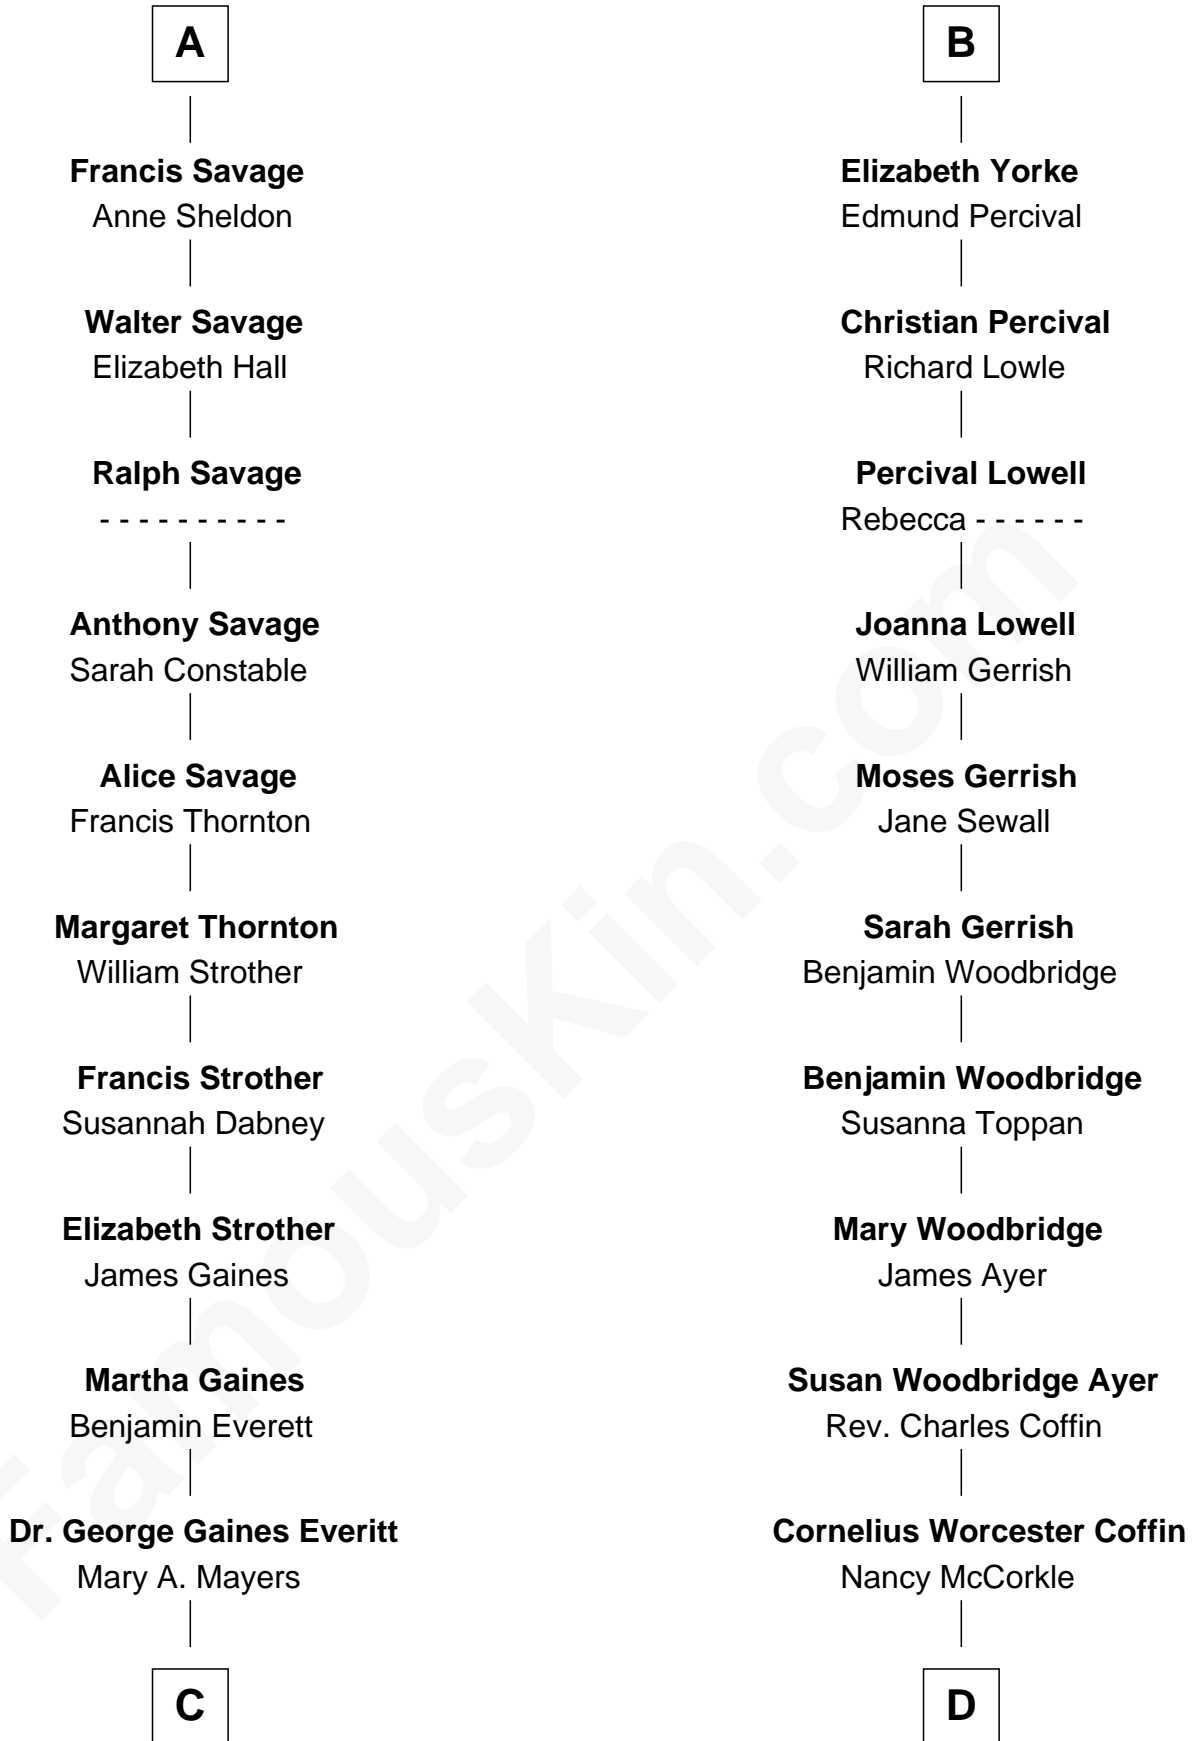 A
Francis Savage
Anne Sheldon
Walter Savage
Elizabeth Hall
Ralph Savage
- - - - - - - - - -
Anthony Savage
Sarah Constable
Alice Savage
Francis Thornton
Margaret Thornton
William Strother
Francis Strother
Susannah Dabney
Elizabeth Strother
James Gaines
Martha Gaines
Benjamin Everett
Dr. George Gaines Everitt
Mary A. Mayers
C
B
Elizabeth Yorke
Edmund Percival
Christian Percival
Richard Lowle
Percival Lowell
Rebecca - - - - - -
Joanna Lowell
William Gerrish
Moses Gerrish
Jane Sewall
Sarah Gerrish
Benjamin Woodbridge
Benjamin Woodbridge
Susanna Toppan
Mary Woodbridge
James Ayer
Susan Woodbridge Ayer
Rev. Charles Coffin
Cornelius Worcester Coffin
Nancy McCorkle
D
FamousKin.com